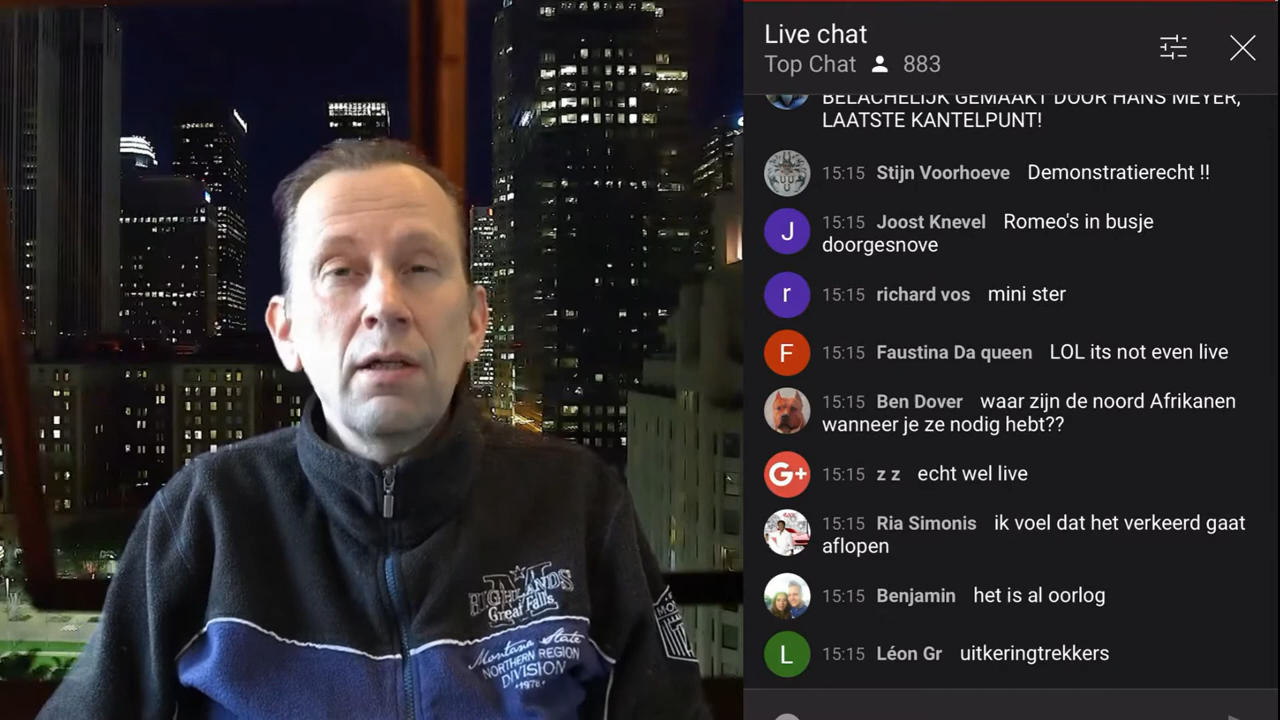 Live chat
Top Chat 883
BELACHELIJK GEMAAKT DOOR HANS MEYER,
LAATSTE KANTELPUNT!
15:15 Stijn Voorhoeve Demonstratierecht !!
J 15:15 Joost Knevel Romeo's in busje
doorgesnove
r 15:15 richard vos mini ster
F 15:15 Faustina Da queen LOL its not even live
15:15 Ben Dover waar zijn de noord Afrikanen
wanneer je ze nodig hebt??
G+ 15:15 z z echt wel live
15:15 Ria Simonis ik voel dat het verkeerd gaat
aflopen
15:15 Benjamin het is al oorlog
L 15:15 Léon Gr uitkeringtrekkers
HIGHLANDS
Great Falls
Montana State
NORTHERN REGION
DIVISION
1978